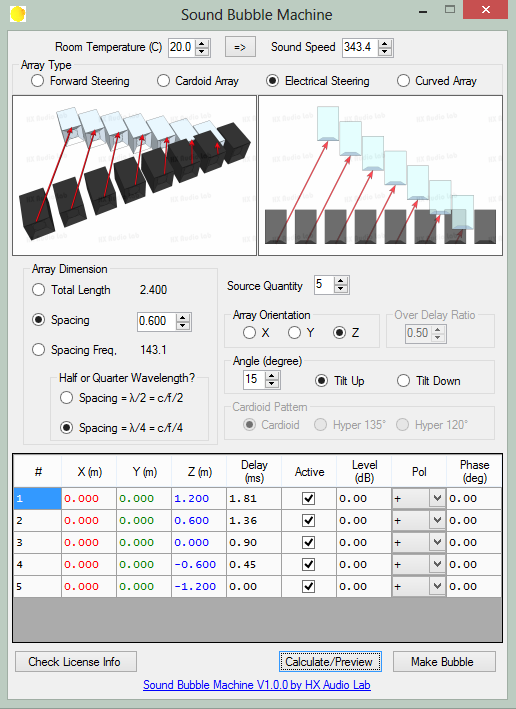 Sound Bubble Machine
Room Temperature (C) 20.0 => Sound Speed 343.4
Array Type
Forward Steering Cardoid Array Electrical Steering Curved Array
Array Dimension
Total Length 2.400
Spacing 0.600
Spacing Freq. 143.1
Half or Quarter Wavelength?
Spacing = λ/2 = c/f/2
Spacing = λ/4 = c/f/4
Source Quantity 5
Array Orientation
X Y Z
Over Delay Ratio
0.50
Angle (degree)
15 Tilt Up Tilt Down
Cardioid Pattern
Cardioid Hyper 135° Hyper 120°
# X (m) Y (m) Z (m) Delay (ms) Active Level (dB) Pol Phase (deg)
1 0.000 0.000 1.200 1.81 0.00 + 0.00
2 0.000 0.000 0.600 1.36 0.00 + 0.00
3 0.000 0.000 0.000 0.90 0.00 + 0.00
4 0.000 0.000 -0.600 0.45 0.00 + 0.00
5 0.000 0.000 -1.200 0.00 0.00 + 0.00
Check License Info Calculate/Preview Make Bubble
Sound Bubble Machine V1.0.0 by HX Audio Lab